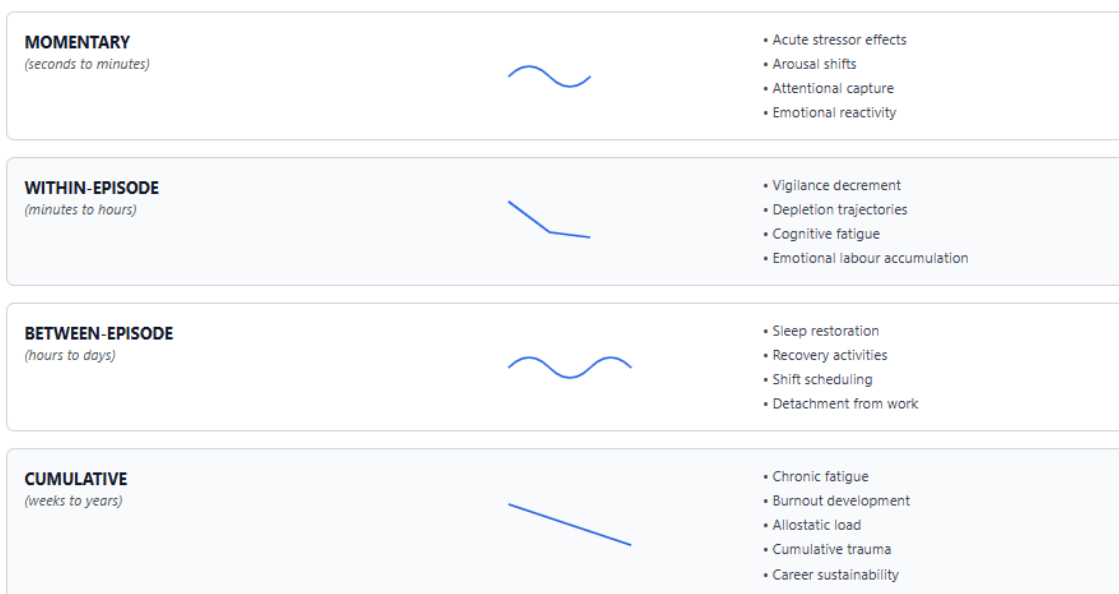 MOMENTARY
(seconds to minutes)
• Acute stressor effects
• Arousal shifts
• Attentional capture
• Emotional reactivity
WITHIN-EPISODE
(minutes to hours)
• Vigilance decrement
• Depletion trajectories
• Cognitive fatigue
• Emotional labour accumulation
BETWEEN-EPISODE
(hours to days)
• Sleep restoration
• Recovery activities
• Shift scheduling
• Detachment from work
CUMULATIVE
(weeks to years)
• Chronic fatigue
• Burnout development
• Allostatic load
• Cumulative trauma
• Career sustainability